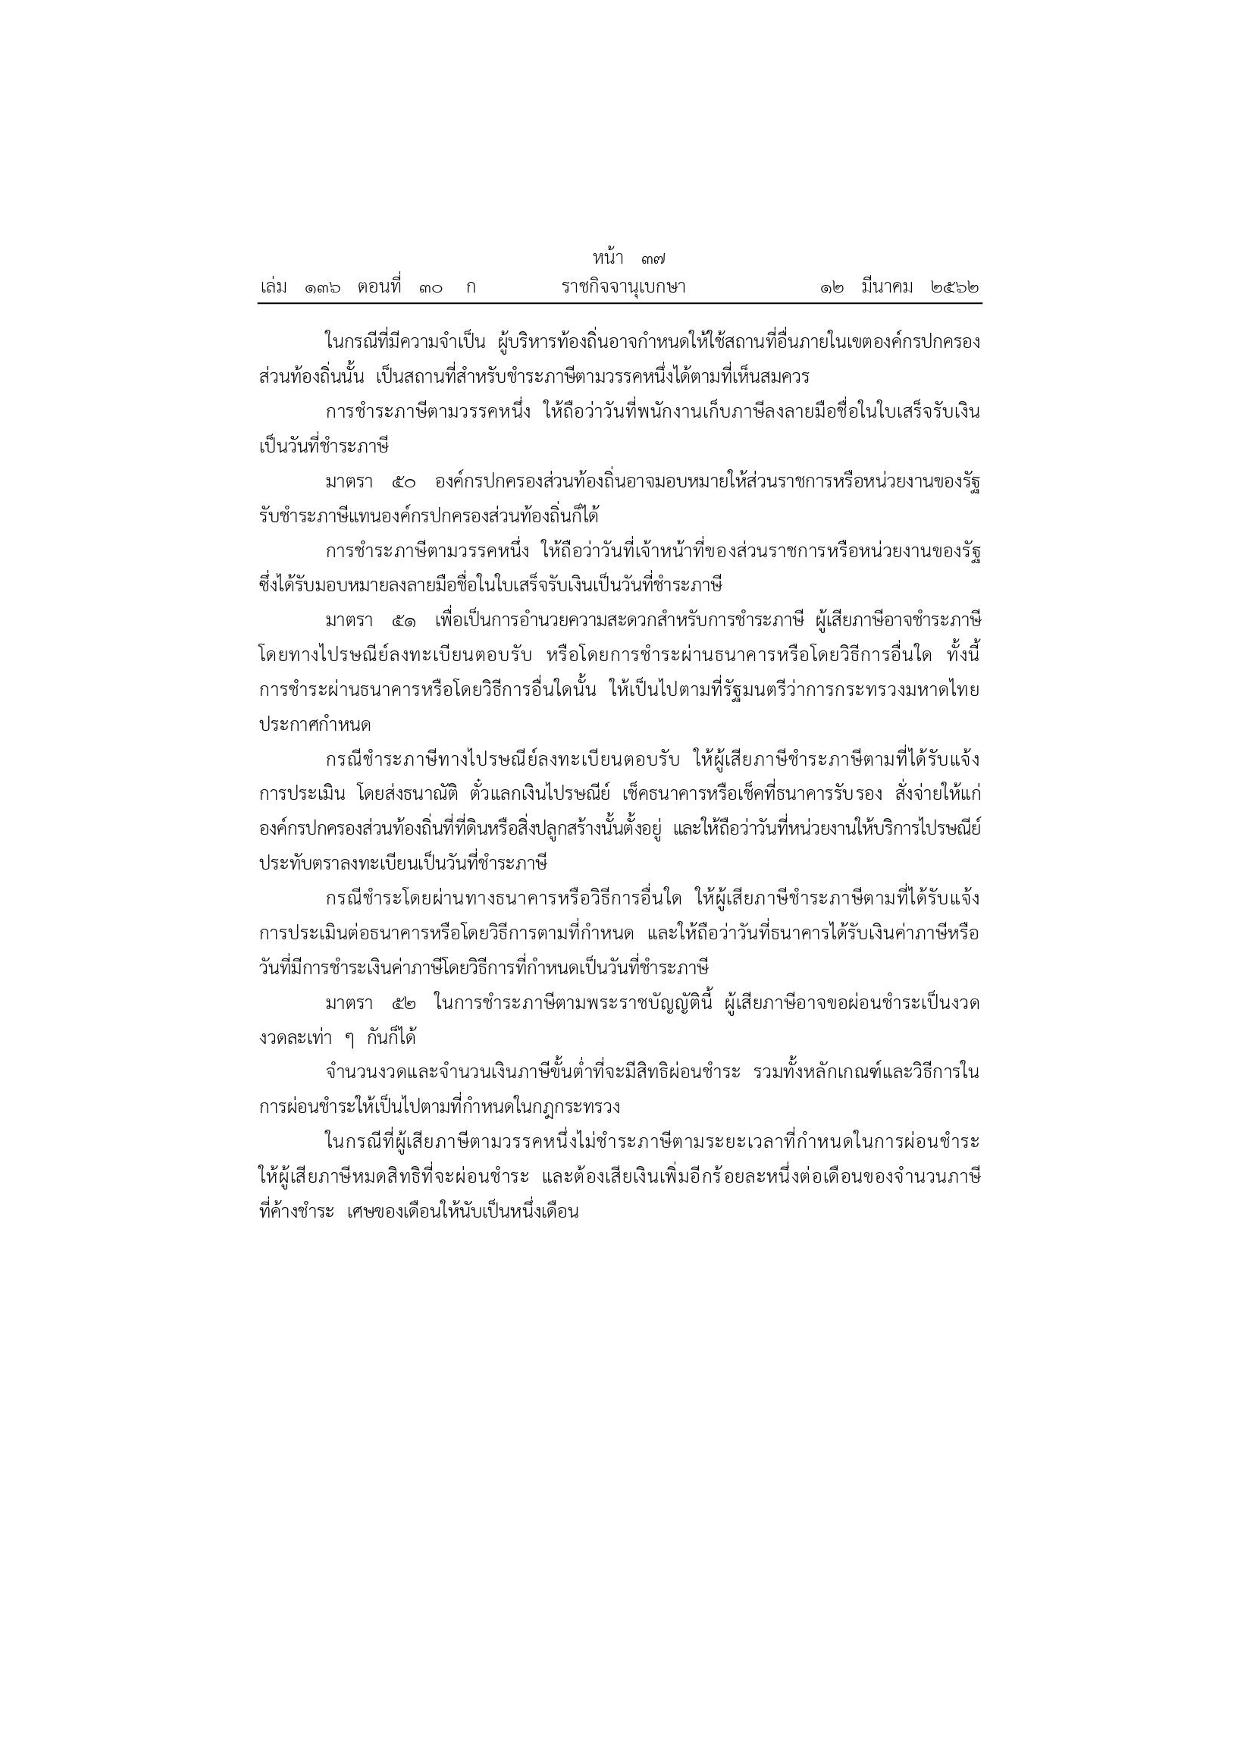 หน้า ๓๗
เล่ม ๑๓๖ ตอนที่ ๓๐ ก ราชกิจจานุเบกษา ๑๒ มีนาคม ๒๕๖๒
ในกรณีที่มีความจำเป็น ผู้บริหารท้องถิ่นอาจกำหนดให้ใช้สถานที่อื่นภายในเขตองค์กรปกครอง
ส่วนท้องถิ่นนั้น เป็นสถานที่สำหรับชำระภาษีตามวรรคหนึ่งได้ตามที่เห็นสมควร
การชำระภาษีตามวรรคหนึ่ง ให้ถือว่าวันที่พนักงานเก็บภาษีลงลายมือชื่อในใบเสร็จรับเงิน
เป็นวันที่ชำระภาษี
มาตรา ๕๐ องค์กรปกครองส่วนท้องถิ่นอาจมอบหมายให้ส่วนราชการหรือหน่วยงานของรัฐ
รับชำระภาษีแทนองค์กรปกครองส่วนท้องถิ่นก็ได้
การชำระภาษีตามวรรคหนึ่ง ให้ถือว่าวันที่เจ้าหน้าที่ของส่วนราชการหรือหน่วยงานของรัฐ
ซึ่งได้รับมอบหมายลงลายมือชื่อในใบเสร็จรับเงินเป็นวันที่ชำระภาษี
มาตรา ๕๑ เพื่อเป็นการอำนวยความสะดวกสำหรับการชำระภาษี ผู้เสียภาษีอาจชำระภาษี
โดยทางไปรษณีย์ลงทะเบียนตอบรับ หรือโดยการชำระผ่านธนาคารหรือโดยวิธีการอื่นใด ทั้งนี้
การชำระผ่านธนาคารหรือโดยวิธีการอื่นใดนั้น ให้เป็นไปตามที่รัฐมนตรีว่าการกระทรวงมหาดไทย
ประกาศกำหนด
กรณีชำระภาษีทางไปรษณีย์ลงทะเบียนตอบรับ ให้ผู้เสียภาษีชำระภาษีตามที่ได้รับแจ้ง
การประเมิน โดยส่งธนาณัติ ตั๋วแลกเงินไปรษณีย์ เช็คธนาคารหรือเช็คที่ธนาคารรับรอง สั่งจ่ายให้แก่
องค์กรปกครองส่วนท้องถิ่นที่ที่ดินหรือสิ่งปลูกสร้างนั้นตั้งอยู่ และให้ถือว่าวันที่หน่วยงานให้บริการไปรษณีย์
ประทับตราลงทะเบียนเป็นวันที่ชำระภาษี
กรณีชำระโดยผ่านทางธนาคารหรือวิธีการอื่นใด ให้ผู้เสียภาษีชำระภาษีตามที่ได้รับแจ้ง
การประเมินต่อธนาคารหรือโดยวิธีการตามที่กำหนด และให้ถือว่าวันที่ธนาคารได้รับเงินค่าภาษีหรือ
วันที่มีการชำระเงินค่าภาษีโดยวิธีการที่กำหนดเป็นวันที่ชำระภาษี
มาตรา ๕๒ ในการชำระภาษีตามพระราชบัญญัตินี้ ผู้เสียภาษีอาจขอผ่อนชำระเป็นงวด
งวดละเท่า ๆ กันก็ได้
จำนวนงวดและจำนวนเงินภาษีขั้นต่ำที่จะมีสิทธิผ่อนชำระ รวมทั้งหลักเกณฑ์และวิธีการใน
การผ่อนชำระให้เป็นไปตามที่กำหนดในกฎกระทรวง
ในกรณีที่ผู้เสียภาษีตามวรรคหนึ่งไม่ชำระภาษีตามระยะเวลาที่กำหนดในการผ่อนชำระ
ให้ผู้เสียภาษีหมดสิทธิที่จะผ่อนชำระ และต้องเสียเงินเพิ่มอีกร้อยละหนึ่งต่อเดือนของจำนวนภาษี
ที่ค้างชำระ เศษของเดือนให้นับเป็นหนึ่งเดือน